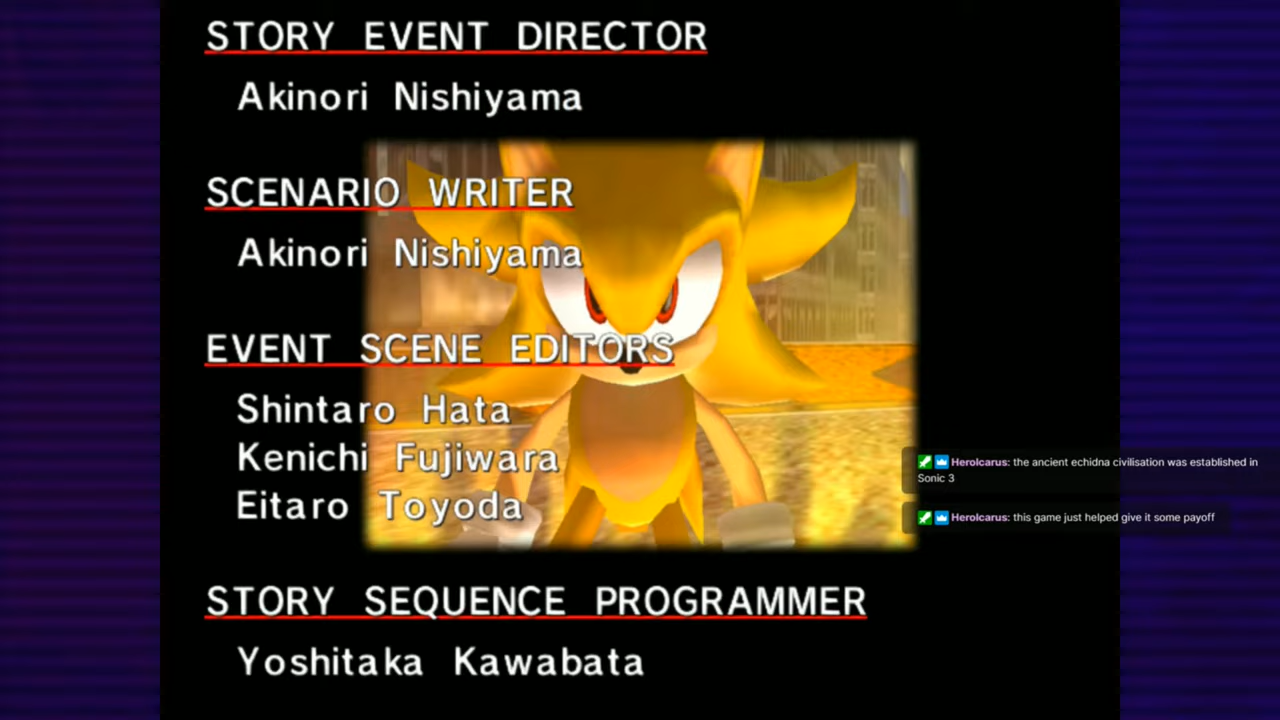 STORY EVENT DIRECTOR
Akinori Nishiyama
SCENARIO WRITER
Akinori Nishiyama
EVENT SCENE EDITORS
Shintaro Hata
Kenichi Fujiwara
Eitaro Toyoda
STORY SEQUENCE PROGRAMMER
Yoshitaka Kawabata
HeroIcarus: the ancient echidna civilisation was established in
Sonic 3
HeroIcarus: this game just helped give it some payoff